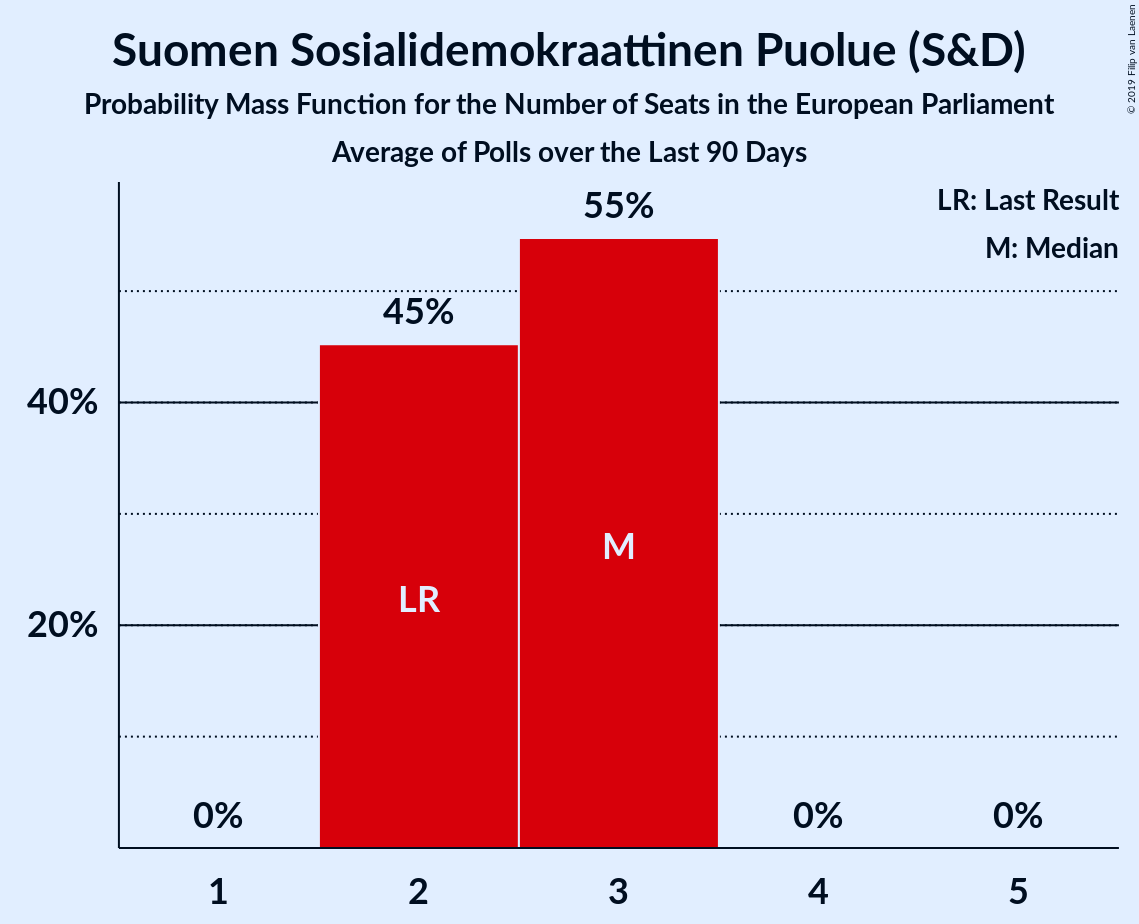 Suomen Sosialidemokraattinen Puolue (S&D)
Probability Mass Function for the Number of Seats in the European Parliament
Average of Polls over the Last 90 Days
© 2019 Filip van Laenen
LR: Last Result
M: Median
55%
45%
40%
20%
LR
M
0%
0%
0%
1
2
3
4
5